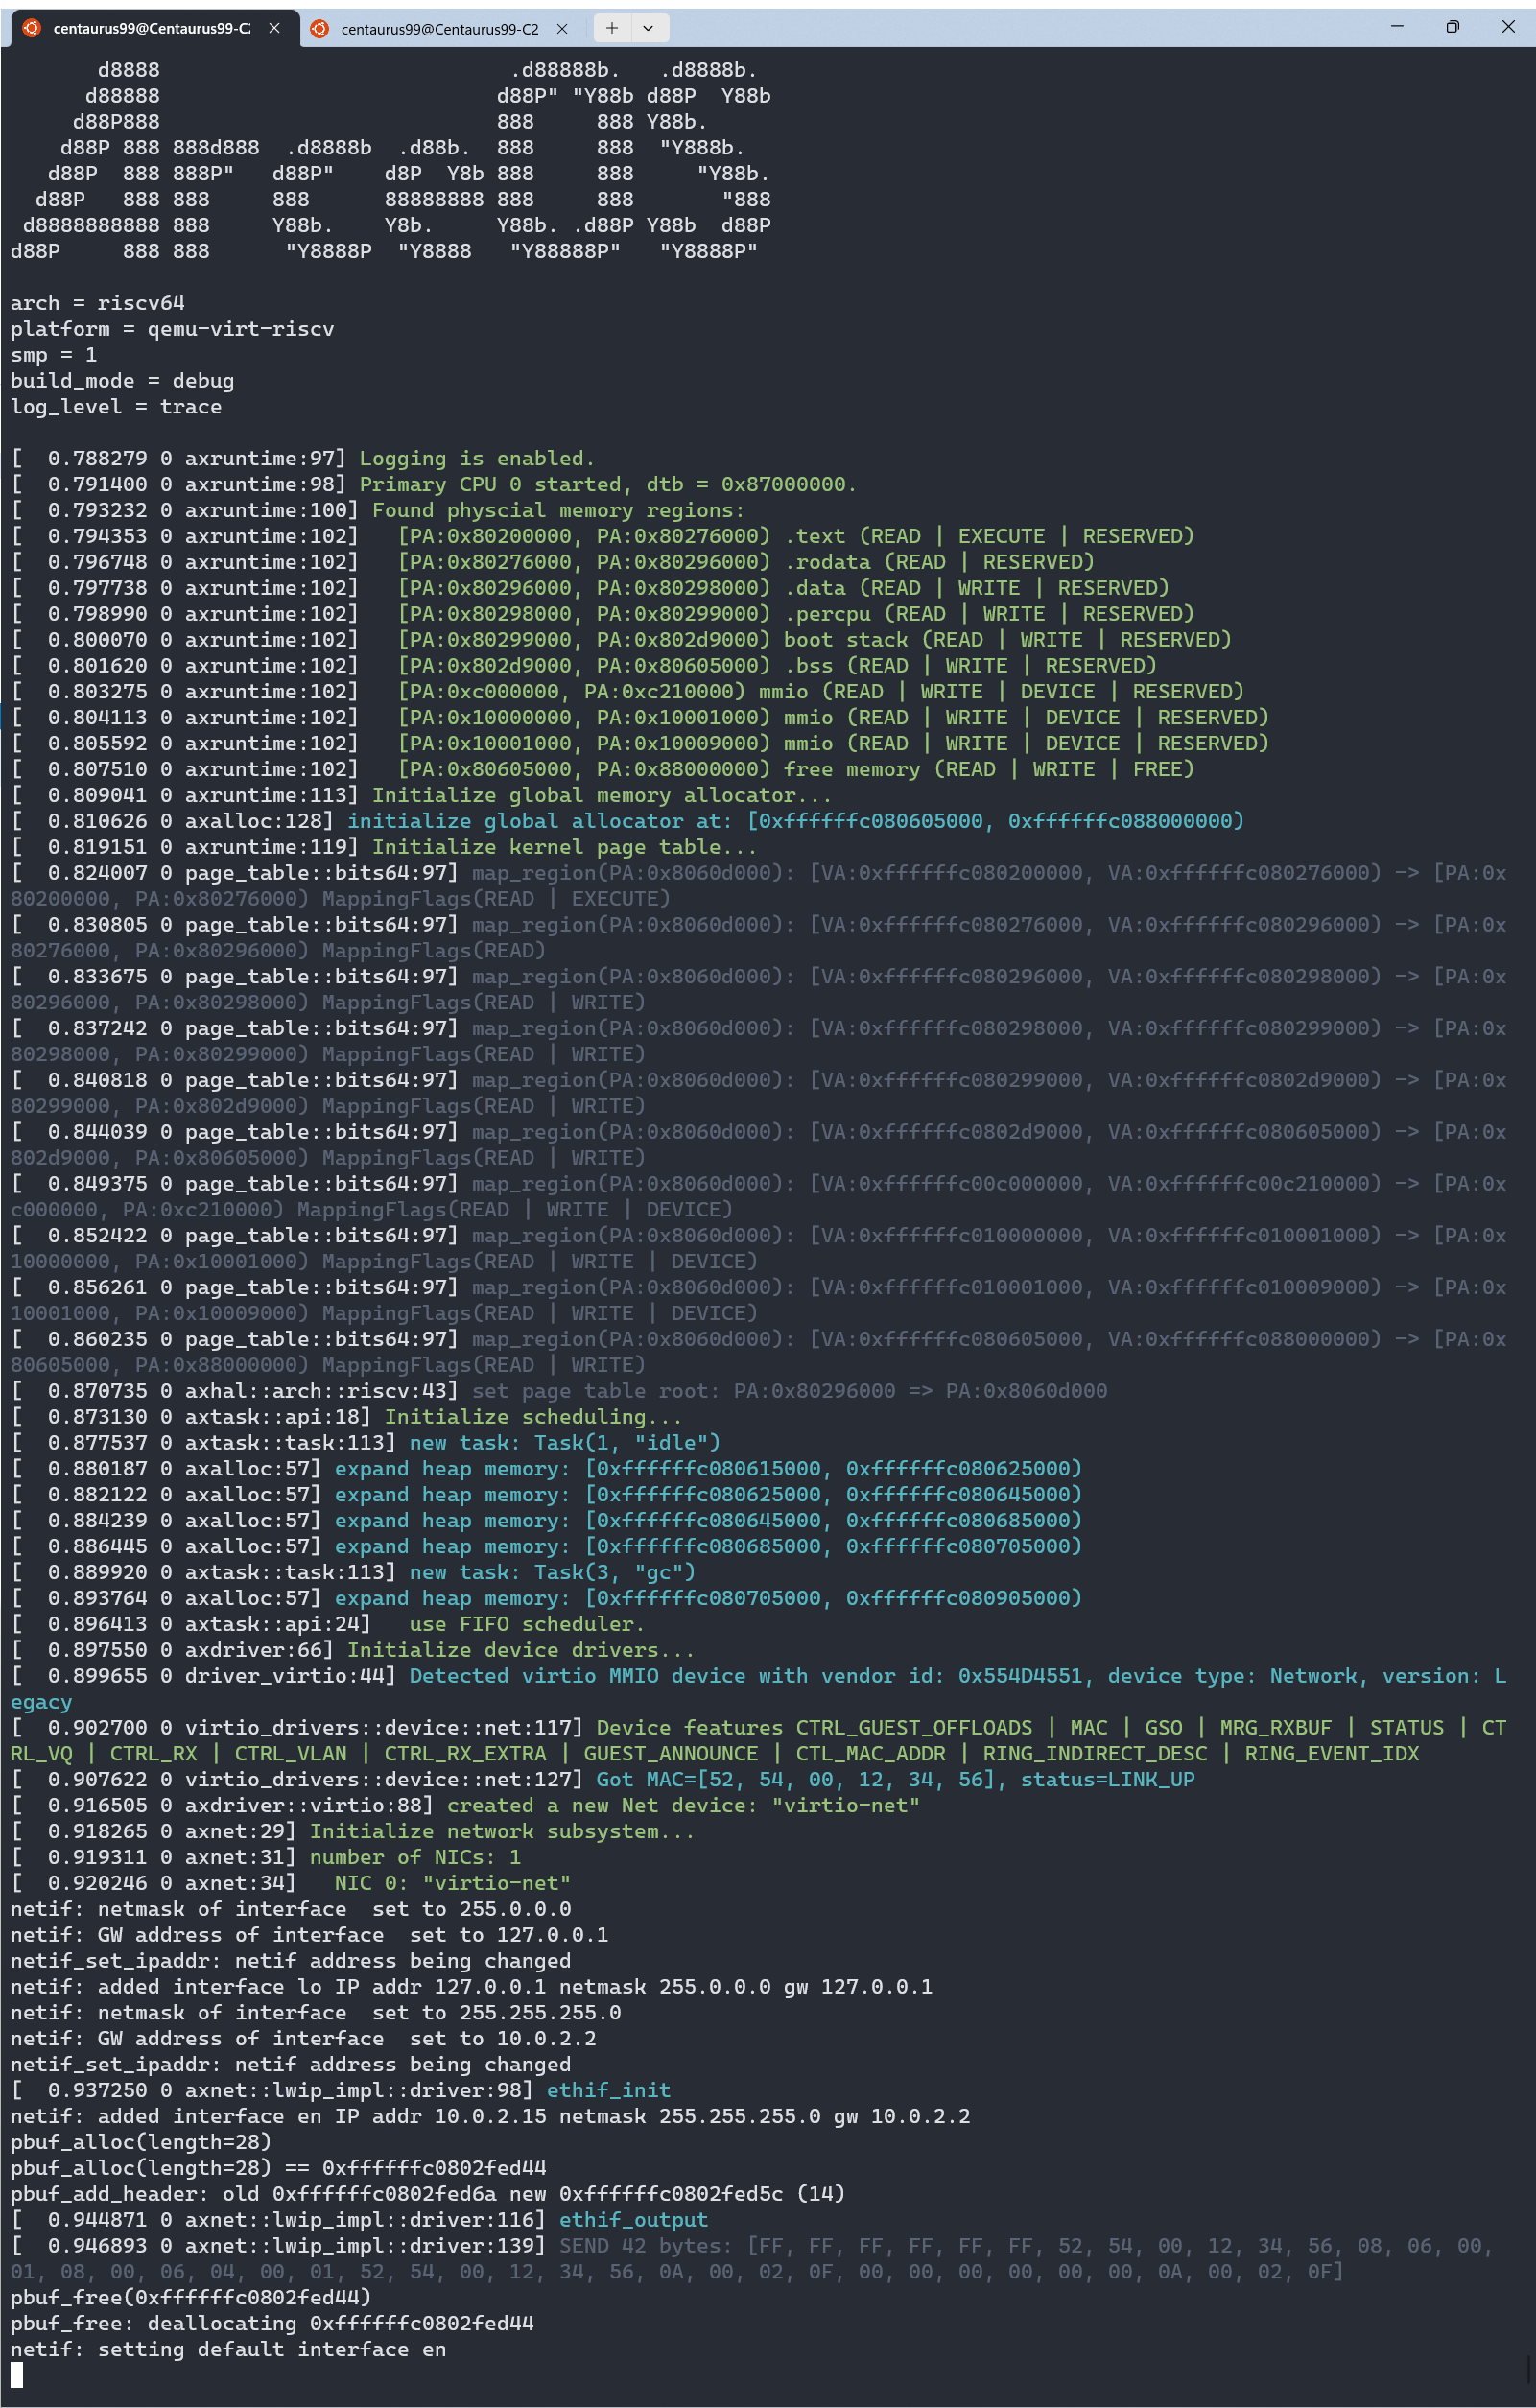 centaurus99@Centaurus99-C2
centaurus99@Centaurus99-C2
       d8888                            .d88888b.   .d8888b.
      d88888                           d88P" "Y88b d88P  Y88b
     d88P888                           888     888 Y88b.
    d88P 888 888d888  .d8888b  .d88b.  888     888  "Y888b.
   d88P  888 888P"   d88P"    d8P  Y8b 888     888     "Y88b.
  d88P   888 888     888      88888888 888     888       "888
 d8888888888 888     Y88b.    Y8b.     Y88b. .d88P Y88b  d88P
d88P     888 888      "Y8888P  "Y8888   "Y88888P"   "Y8888P"
arch = riscv64
platform = qemu-virt-riscv
smp = 1
build_mode = debug
log_level = trace
[  0.788279 0 axruntime:97] Logging is enabled.
[  0.791400 0 axruntime:98] Primary CPU 0 started, dtb = 0x87000000.
[  0.793232 0 axruntime:100] Found physcial memory regions:
[  0.794353 0 axruntime:102]   [PA:0x80200000, PA:0x80276000) .text (READ | EXECUTE | RESERVED)
[  0.796748 0 axruntime:102]   [PA:0x80276000, PA:0x80296000) .rodata (READ | RESERVED)
[  0.797738 0 axruntime:102]   [PA:0x80296000, PA:0x80298000) .data (READ | WRITE | RESERVED)
[  0.798990 0 axruntime:102]   [PA:0x80298000, PA:0x80299000) .percpu (READ | WRITE | RESERVED)
[  0.800070 0 axruntime:102]   [PA:0x80299000, PA:0x802d9000) boot stack (READ | WRITE | RESERVED)
[  0.801620 0 axruntime:102]   [PA:0x802d9000, PA:0x80605000) .bss (READ | WRITE | RESERVED)
[  0.803275 0 axruntime:102]   [PA:0xc000000, PA:0xc210000) mmio (READ | WRITE | DEVICE | RESERVED)
[  0.804113 0 axruntime:102]   [PA:0x10000000, PA:0x10001000) mmio (READ | WRITE | DEVICE | RESERVED)
[  0.805592 0 axruntime:102]   [PA:0x10001000, PA:0x10009000) mmio (READ | WRITE | DEVICE | RESERVED)
[  0.807510 0 axruntime:102]   [PA:0x80605000, PA:0x88000000) free memory (READ | WRITE | FREE)
[  0.809041 0 axruntime:113] Initialize global memory allocator...
[  0.810626 0 axalloc:128] initialize global allocator at: [0xffffffc080605000, 0xffffffc088000000)
[  0.819151 0 axruntime:119] Initialize kernel page table...
[  0.824007 0 page_table::bits64:97] map_region(PA:0x8060d000): [VA:0xffffffc080200000, VA:0xffffffc080276000) -> [PA:0x
80200000, PA:0x80276000) MappingFlags(READ | EXECUTE)
[  0.830805 0 page_table::bits64:97] map_region(PA:0x8060d000): [VA:0xffffffc080276000, VA:0xffffffc080296000) -> [PA:0x
80276000, PA:0x80296000) MappingFlags(READ)
[  0.833675 0 page_table::bits64:97] map_region(PA:0x8060d000): [VA:0xffffffc080296000, VA:0xffffffc080298000) -> [PA:0x
80296000, PA:0x80298000) MappingFlags(READ | WRITE)
[  0.837242 0 page_table::bits64:97] map_region(PA:0x8060d000): [VA:0xffffffc080298000, VA:0xffffffc080299000) -> [PA:0x
80298000, PA:0x80299000) MappingFlags(READ | WRITE)
[  0.840818 0 page_table::bits64:97] map_region(PA:0x8060d000): [VA:0xffffffc080299000, VA:0xffffffc0802d9000) -> [PA:0x
80299000, PA:0x802d9000) MappingFlags(READ | WRITE)
[  0.844039 0 page_table::bits64:97] map_region(PA:0x8060d000): [VA:0xffffffc0802d9000, VA:0xffffffc080605000) -> [PA:0x
802d9000, PA:0x80605000) MappingFlags(READ | WRITE)
[  0.849375 0 page_table::bits64:97] map_region(PA:0x8060d000): [VA:0xffffffc00c000000, VA:0xffffffc00c210000) -> [PA:0x
c000000, PA:0xc210000) MappingFlags(READ | WRITE | DEVICE)
[  0.852422 0 page_table::bits64:97] map_region(PA:0x8060d000): [VA:0xffffffc010000000, VA:0xffffffc010001000) -> [PA:0x
10000000, PA:0x10001000) MappingFlags(READ | WRITE | DEVICE)
[  0.856261 0 page_table::bits64:97] map_region(PA:0x8060d000): [VA:0xffffffc010001000, VA:0xffffffc010009000) -> [PA:0x
10001000, PA:0x10009000) MappingFlags(READ | WRITE | DEVICE)
[  0.860235 0 page_table::bits64:97] map_region(PA:0x8060d000): [VA:0xffffffc080605000, VA:0xffffffc088000000) -> [PA:0x
80605000, PA:0x88000000) MappingFlags(READ | WRITE)
[  0.870735 0 axhal::arch::riscv:43] set page table root: PA:0x80296000 => PA:0x8060d000
[  0.873130 0 axtask::api:18] Initialize scheduling...
[  0.877537 0 axtask::task:113] new task: Task(1, "idle")
[  0.880187 0 axalloc:57] expand heap memory: [0xffffffc080615000, 0xffffffc080625000)
[  0.882122 0 axalloc:57] expand heap memory: [0xffffffc080625000, 0xffffffc080645000)
[  0.884239 0 axalloc:57] expand heap memory: [0xffffffc080645000, 0xffffffc080685000)
[  0.886445 0 axalloc:57] expand heap memory: [0xffffffc080685000, 0xffffffc080705000)
[  0.889920 0 axtask::task:113] new task: Task(3, "gc")
[  0.893764 0 axalloc:57] expand heap memory: [0xffffffc080705000, 0xffffffc080905000)
[  0.896413 0 axtask::api:24]   use FIFO scheduler.
[  0.897550 0 axdriver:66] Initialize device drivers...
[  0.899655 0 driver_virtio:44] Detected virtio MMIO device with vendor id: 0x554D4551, device type: Network, version: L
egacy
[  0.902700 0 virtio_drivers::device::net:117] Device features CTRL_GUEST_OFFLOADS | MAC | GSO | MRG_RXBUF | STATUS | CT
RL_VQ | CTRL_RX | CTRL_VLAN | CTRL_RX_EXTRA | GUEST_ANNOUNCE | CTL_MAC_ADDR | RING_INDIRECT_DESC | RING_EVENT_IDX
[  0.907622 0 virtio_drivers::device::net:127] Got MAC=[52, 54, 00, 12, 34, 56], status=LINK_UP
[  0.916505 0 axdriver::virtio:88] created a new Net device: "virtio-net"
[  0.918265 0 axnet:29] Initialize network subsystem...
[  0.919311 0 axnet:31] number of NICs: 1
[  0.920246 0 axnet:34]   NIC 0: "virtio-net"
netif: netmask of interface  set to 255.0.0.0
netif: GW address of interface  set to 127.0.0.1
netif_set_ipaddr: netif address being changed
netif: added interface lo IP addr 127.0.0.1 netmask 255.0.0.0 gw 127.0.0.1
netif: netmask of interface  set to 255.255.255.0
netif: GW address of interface  set to 10.0.2.2
netif_set_ipaddr: netif address being changed
[  0.937250 0 axnet::lwip_impl::driver:98] ethif_init
netif: added interface en IP addr 10.0.2.15 netmask 255.255.255.0 gw 10.0.2.2
pbuf_alloc(length=28)
pbuf_alloc(length=28) == 0xffffffc0802fed44
pbuf_add_header: old 0xffffffc0802fed6a new 0xffffffc0802fed5c (14)
[  0.944871 0 axnet::lwip_impl::driver:116] ethif_output
[  0.946893 0 axnet::lwip_impl::driver:139] SEND 42 bytes: [FF, FF, FF, FF, FF, FF, 52, 54, 00, 12, 34, 56, 08, 06, 00,
01, 08, 00, 06, 04, 00, 01, 52, 54, 00, 12, 34, 56, 0A, 00, 02, 0F, 00, 00, 00, 00, 00, 00, 0A, 00, 02, 0F]
pbuf_free(0xffffffc0802fed44)
pbuf_free: deallocating 0xffffffc0802fed44
netif: setting default interface en